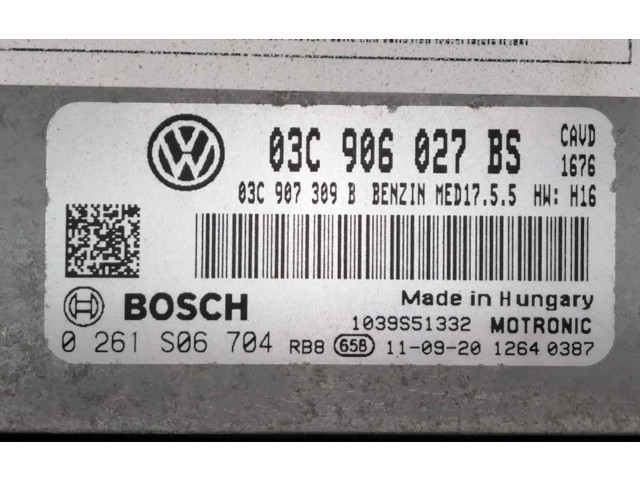 03C 906 027 BS CAVD
1676
03C 907 309 B BENZIN MED17.5.5 HW: H16
BOSCH
Made in Hungary
1039S51332 MOTRONIC
0 261 S06 704 RB8 65B 11-09-20 1264 0387